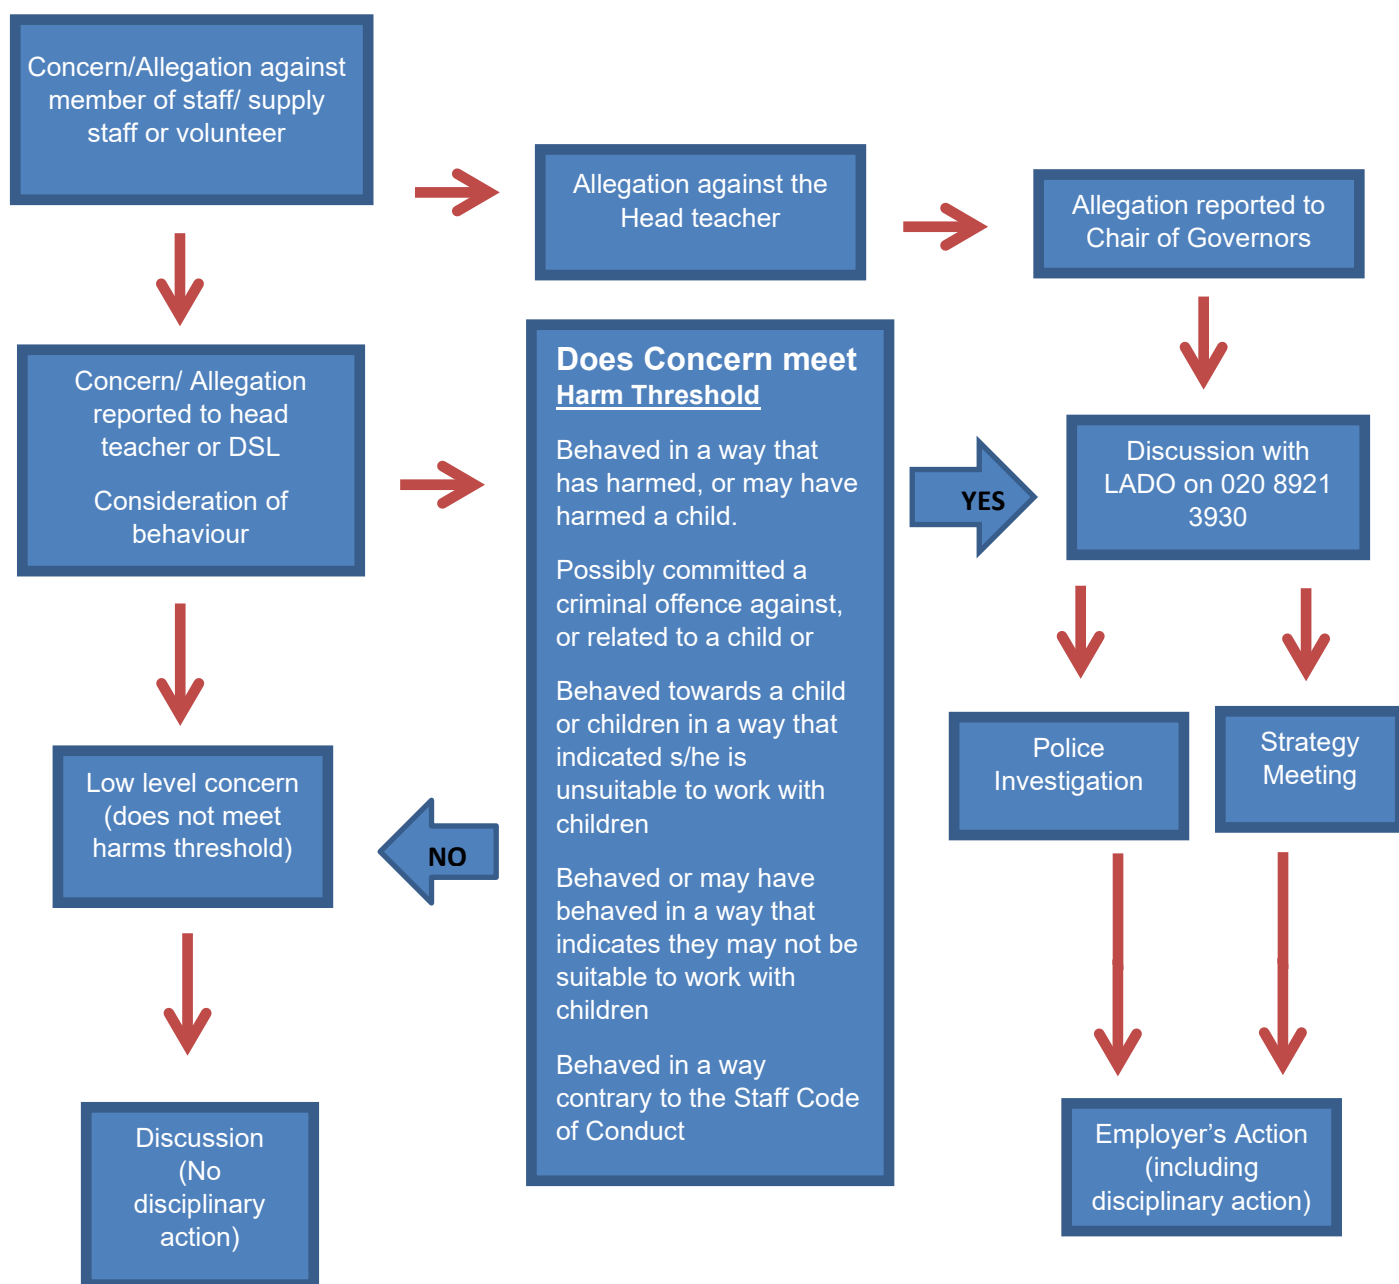 Concern/Allegation against
member of staff/ supply
staff or volunteer
Allegation against the
Head teacher
Allegation reported to
Chair of Governors
Concern/ Allegation
reported to head
teacher or DSL
Consideration of
behaviour
Does Concern meet
Harm Threshold
Behaved in a way that
has harmed, or may have
harmed a child.
Possibly committed a
criminal offence against,
or related to a child or
Behaved towards a child
or children in a way that
indicated s/he is
unsuitable to work with
children
Behaved or may have
behaved in a way that
indicates they may not be
suitable to work with
children
Behaved in a way
contrary to the Staff Code
of Conduct
YES
Discussion with
LADO on 020 8921
3930
Police
Investigation
Strategy
Meeting
Low level concern
(does not meet
harms threshold)
NO
Discussion
(No
disciplinary
action)
Employer’s Action
(including
disciplinary action)